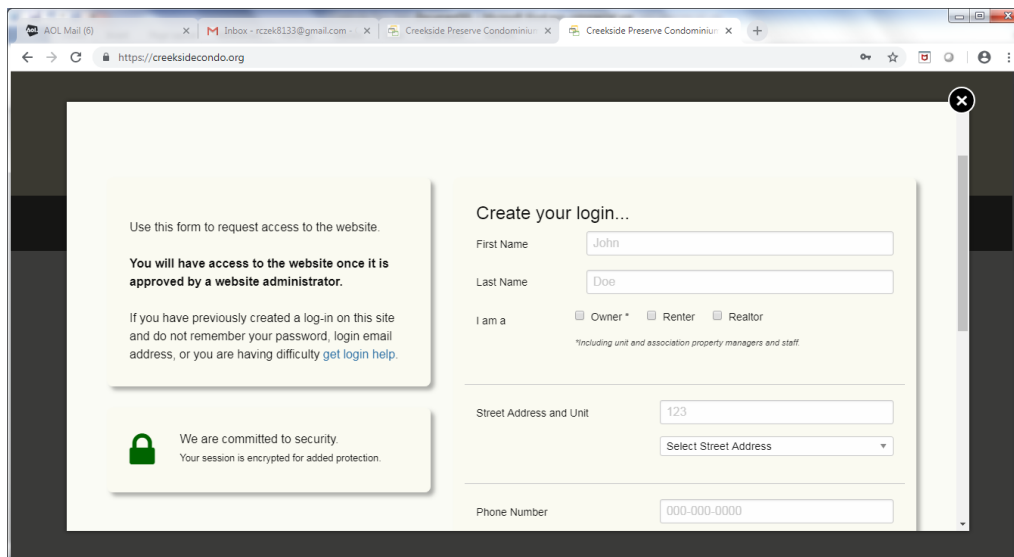 AOL Mail (6)
Inbox - rczek8133@gmail.com -
Creekside Preserve Condominium
Creekside Preserve Condominium
https://creeksidecondo.org
Use this form to request access to the website.
You will have access to the website once it is
approved by a website administrator.
If you have previously created a log-in on this site
and do not remember your password, login email
address, or you are having difficulty get login help.
We are committed to security.
Your session is encrypted for added protection.
Create your login...
First Name
John
Last Name
Doe
I am a
Owner * Renter Realtor
*Including unit and association property managers and staff.
Street Address and Unit
123
Select Street Address
Phone Number
000-000-0000